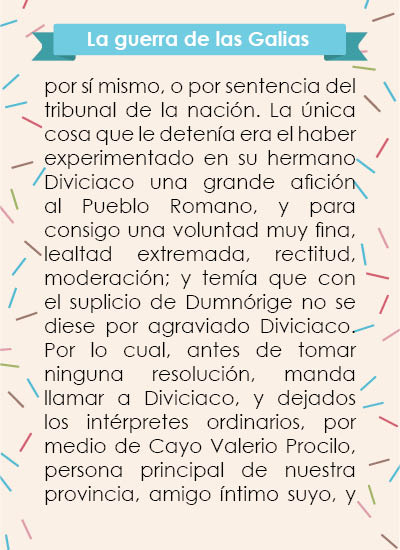 La guerra de las Galias
por sí mismo, o por sentencia del
tribunal de la nación. La única
cosa que le detenía era el haber
experimentado en su hermano
Diviciaco una grande afición
al Pueblo Romano, y para
consigo una voluntad muy fina,
lealtad extremada, rectitud,
moderación; y temía que con
el suplicio de Dumnórige no se
diese por agraviado Diviciaco.
Por lo cual, antes de tomar
ninguna resolución, manda
llamar a Diviciaco, y dejados
los intérpretes ordinarios, por
medio de Cayo Valerio Procilo,
persona principal de nuestra
provincia, amigo íntimo suyo, y